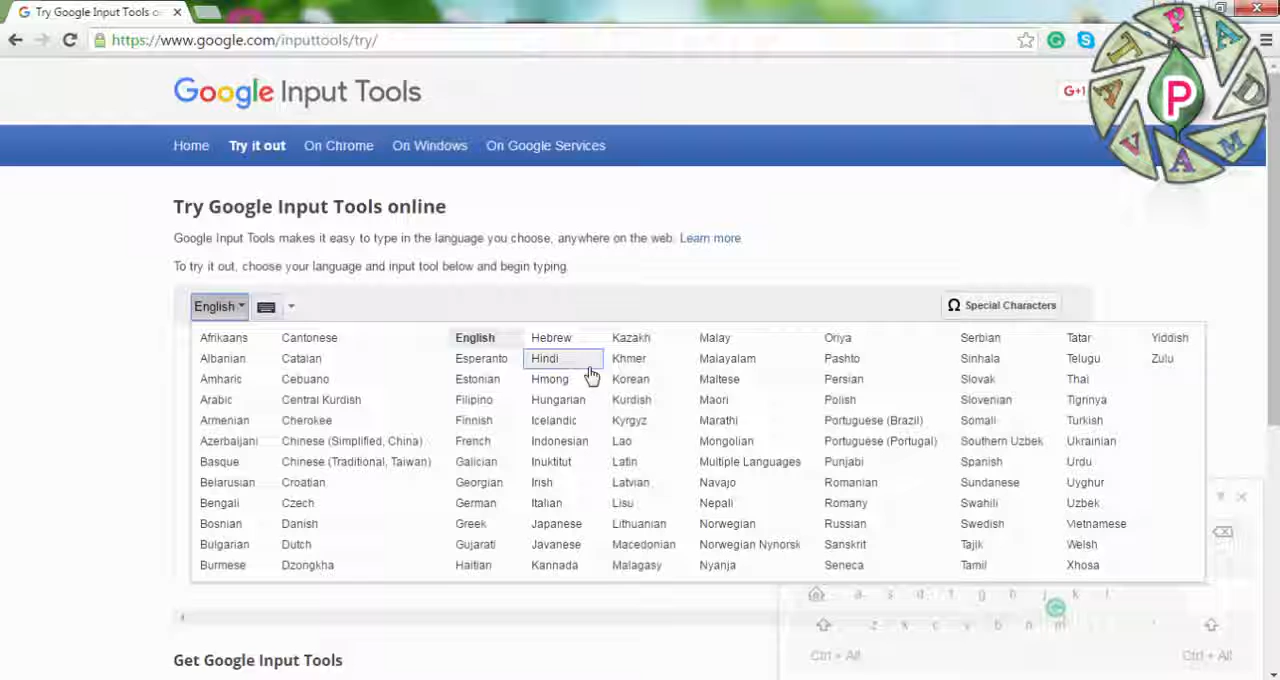 Try Google Input Tools o
https://www.google.com/inputtools/try/
Google Input Tools
G+1
P A D M A V A T
P
Home Try it out On Chrome On Windows On Google Services
Try Google Input Tools online
Google Input Tools makes it easy to type in the language you choose, anywhere on the web. Learn more
To try it out, choose your language and input tool below and begin typing.
English Ω Special Characters
Afrikaans Cantonese English Hebrew Kazakh Malay Oriya Serbian Tatar Yiddish
Albanian Catalan Esperanto Hindi Khmer Malayalam Pashto Sinhala Telugu Zulu
Amharic Cebuano Estonian Hmong Korean Maltese Persian Slovak Thai
Arabic Central Kurdish Filipino Hungarian Kurdish Maori Polish Slovenian Tigrinya
Armenian Cherokee Finnish Icelandic Kyrgyz Marathi Portuguese (Brazil) Somali Turkish
Azerbaijani Chinese (Simplified, China) French Indonesian Lao Mongolian Portuguese (Portugal) Southern Uzbek Ukrainian
Basque Chinese (Traditional, Taiwan) Galician Inuktitut Latin Multiple Languages Punjabi Spanish Urdu
Belarusian Croatian Georgian Irish Latvian Navajo Romanian Sundanese Uyghur
Bengali Czech German Italian Lisu Nepali Romany Swahili Uzbek
Bosnian Danish Greek Japanese Lithuanian Norwegian Russian Swedish Vietnamese
Bulgarian Dutch Gujarati Javanese Macedonian Norwegian Nynorsk Sanskrit Tajik Welsh
Burmese Dzongkha Haitian Kannada Malagasy Nyanja Seneca Tamil Xhosa
a s d f g h j k l
z x c v b n m
Ctrl + Alt Ctrl + Alt
Get Google Input Tools